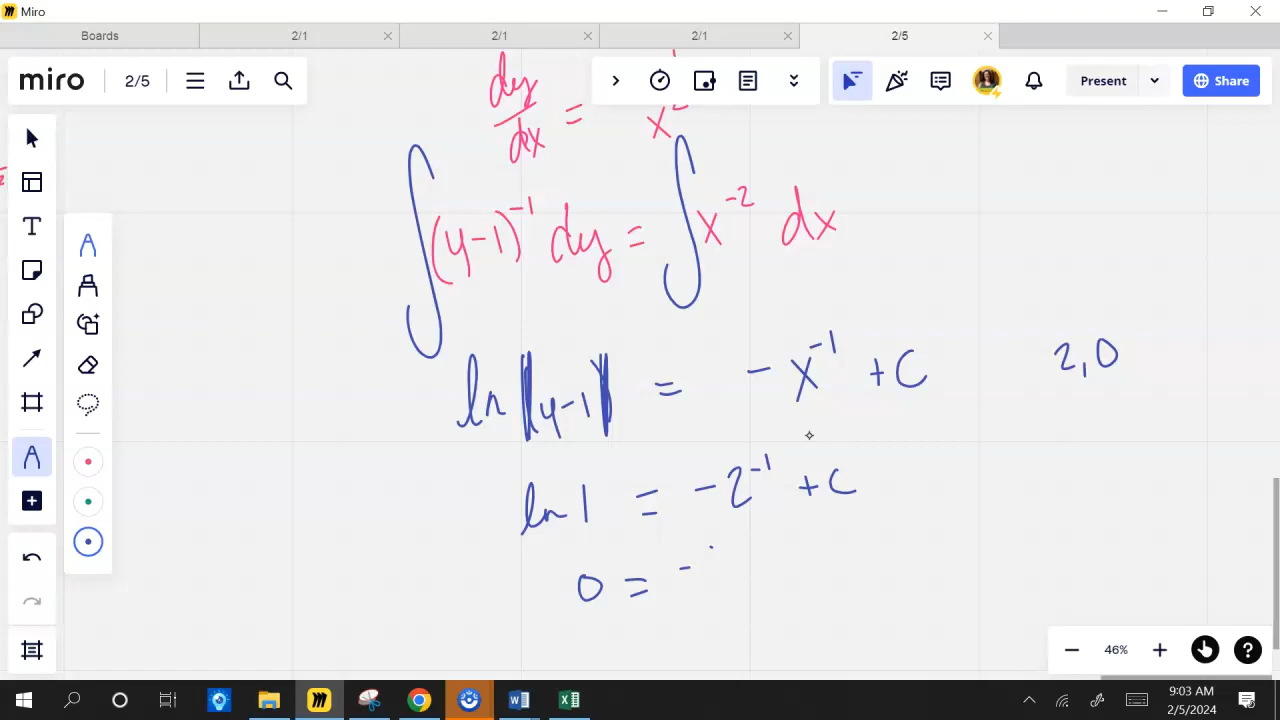 Miro
Boards 2/1 2/1 2/1 2/5
miro 2/5 Present Share
dy/dx = x²
∫(y-1)⁻¹ dy = ∫x⁻² dx
ln|y-1| = -x⁻¹ + C 2,0
ln 1 = -2⁻¹ + C
0 = -
46%
9:03 AM
2/5/2024